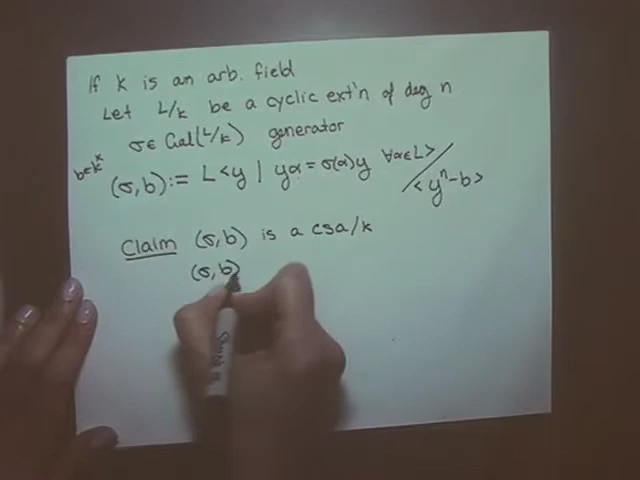 If k is an arb. field
Let L/k be a cyclic ext'n of deg n
σ∈ Gal(L/k) generator
b∈k^x
(σ,b):= L<y | yα = σ(α)y ∀α∈L> / <y^n-b>
Claim (σ,b) is a csa/k
(σ,b)